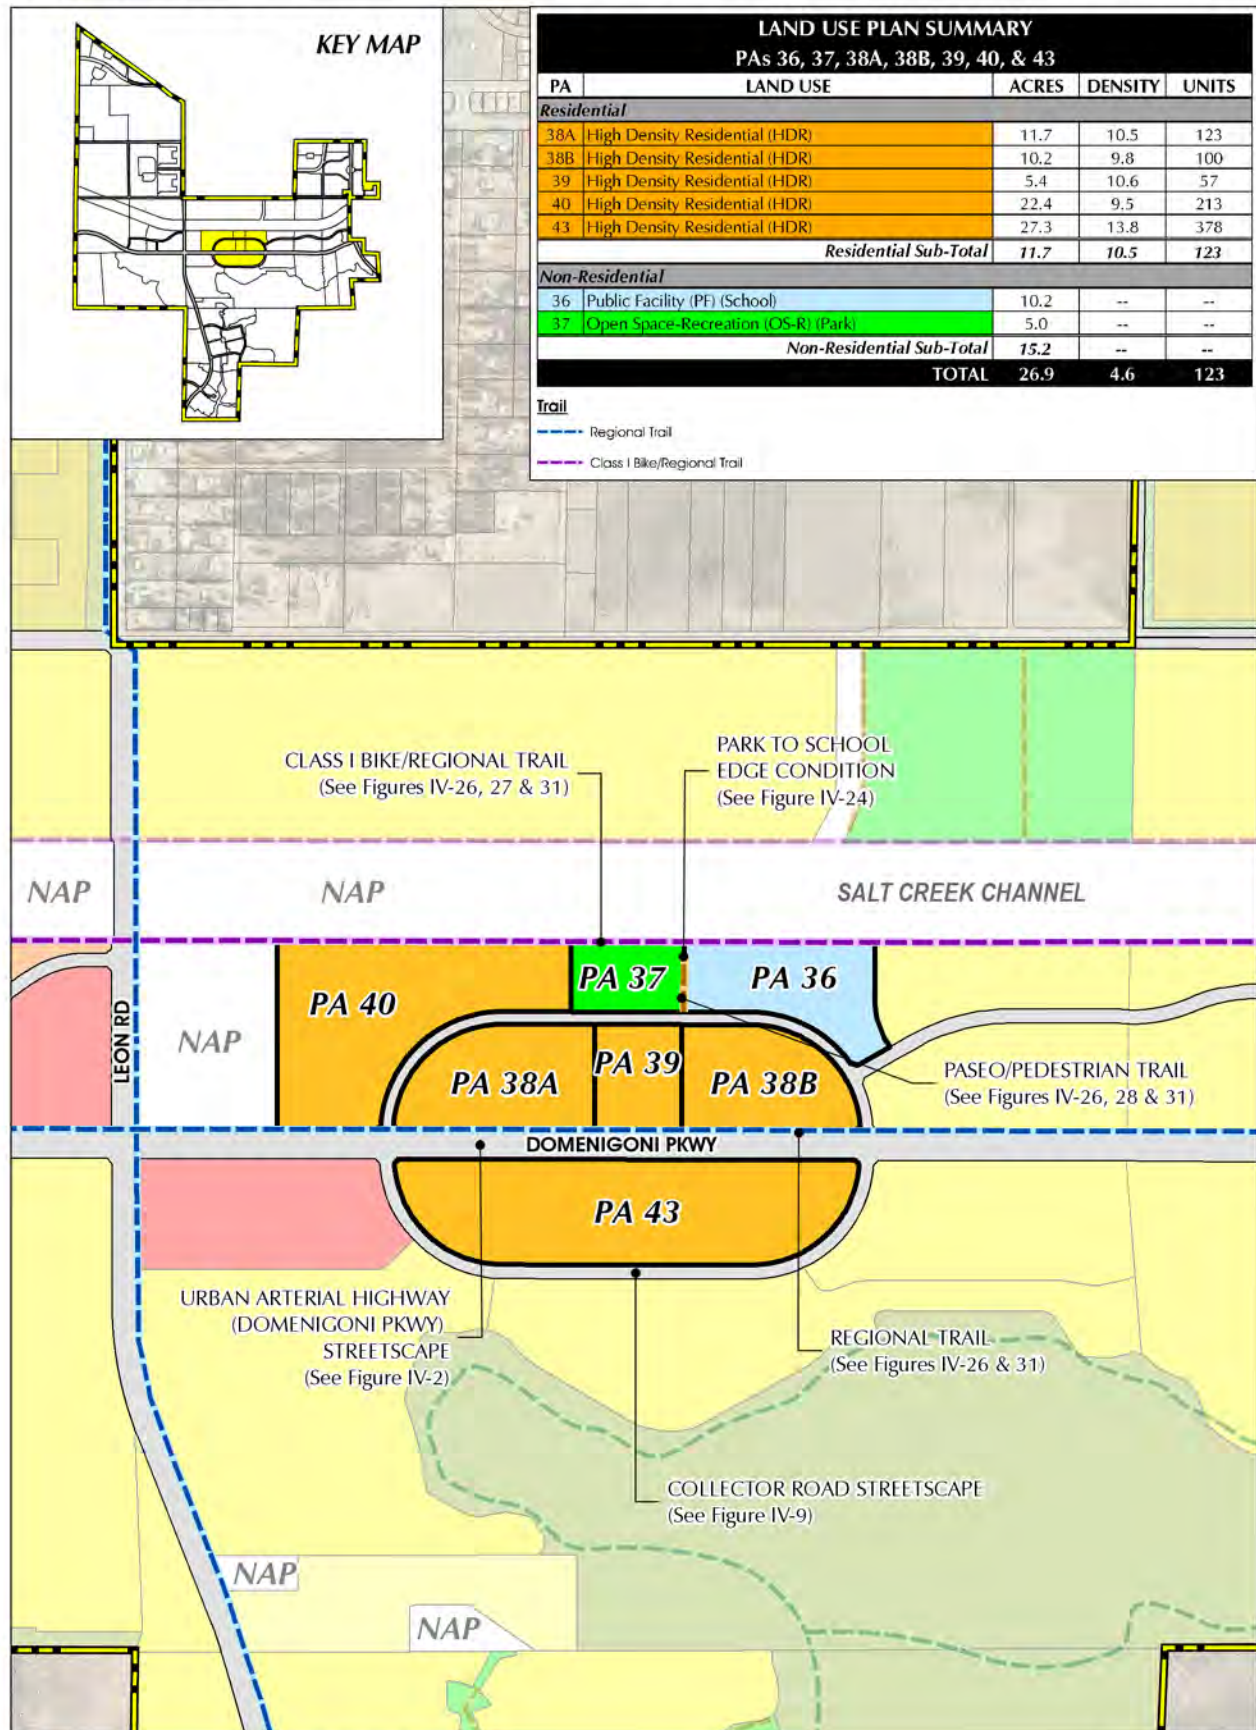 KEY MAP
LAND USE PLAN SUMMARY
PAs 36, 37, 38A, 38B, 39, 40, & 43
PA LAND USE ACRES DENSITY UNITS
Residential
38A High Density Residential (HDR) 11.7 10.5 123
38B High Density Residential (HDR) 10.2 9.8 100
39 High Density Residential (HDR) 5.4 10.6 57
40 High Density Residential (HDR) 22.4 9.5 213
43 High Density Residential (HDR) 27.3 13.8 378
Residential Sub-Total 11.7 10.5 123
Non-Residential
36 Public Facility (PF) (School) 10.2 -- --
37 Open Space-Recreation (OS-R) (Park) 5.0 -- --
Non-Residential Sub-Total 15.2 -- --
TOTAL 26.9 4.6 123
Trail
Regional Trail
Class I Bike/Regional Trail
CLASS I BIKE/REGIONAL TRAIL
(See Figures IV-26, 27 & 31)
PARK TO SCHOOL
EDGE CONDITION
(See Figure IV-24)
NAP
NAP
SALT CREEK CHANNEL
PA 40
PA 37
PA 36
LEON RD
NAP
PA 38A
PA 39
PA 38B
PASEO/PEDESTRIAN TRAIL
(See Figures IV-26, 28 & 31)
DOMENIGONI PKWY
PA 43
URBAN ARTERIAL HIGHWAY
(DOMENIGONI PKWY)
STREETSCAPE
(See Figure IV-2)
REGIONAL TRAIL
(See Figures IV-26 & 31)
COLLECTOR ROAD STREETSCAPE
(See Figure IV-9)
NAP
NAP